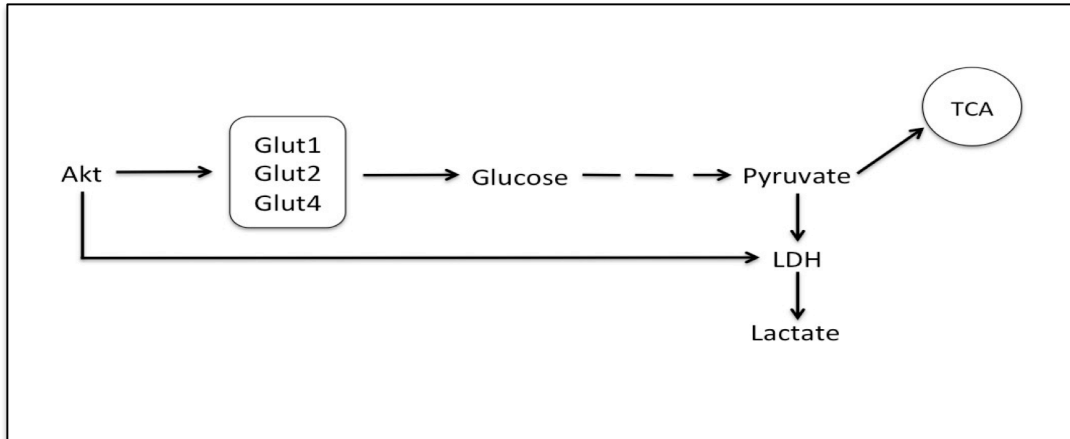 TCA
Glut1
Akt
Glut2
Glucose
Pyruvate
Glut4
LDH
Lactate